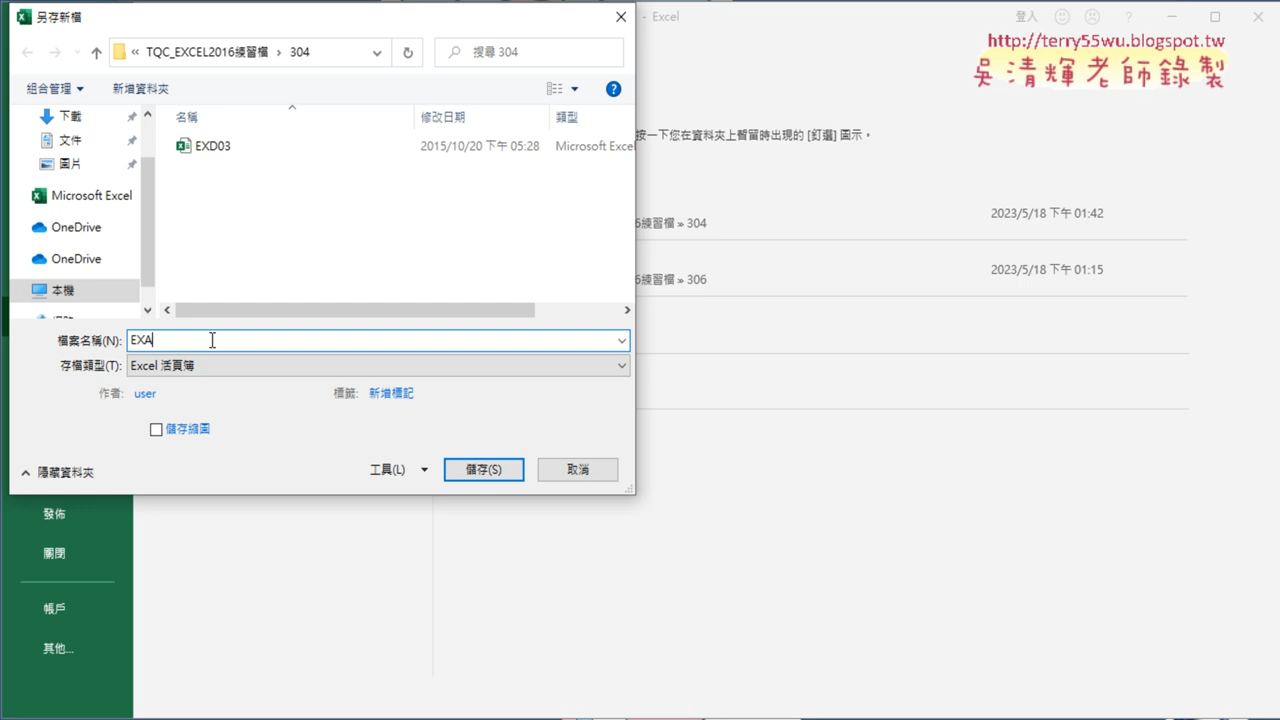 另存新檔
- Excel
登入
?
http://terry55wu.blogspot.tw
吳清輝老師錄製
« TQC_EXCEL2016練習檔 › 304
搜尋 304
組合管理
新增資料夾
?
下載
文件
圖片
Microsoft Excel
OneDrive
OneDrive
本機
名稱
修改日期
類型
EXD03
2015/10/20 下午 05:28
Microsoft Exce
按一下您在資料夾上暫留時出現的 [釘選] 圖示。
6練習檔 » 304
2023/5/18 下午 01:42
6練習檔 » 306
2023/5/18 下午 01:15
檔案名稱(N):
EXA
存檔類型(T):
Excel 活頁簿
作者:
user
標籤:
新增標記
儲存縮圖
隱藏資料夾
工具(L)
儲存(S)
取消
發佈
關閉
帳戶
其他...